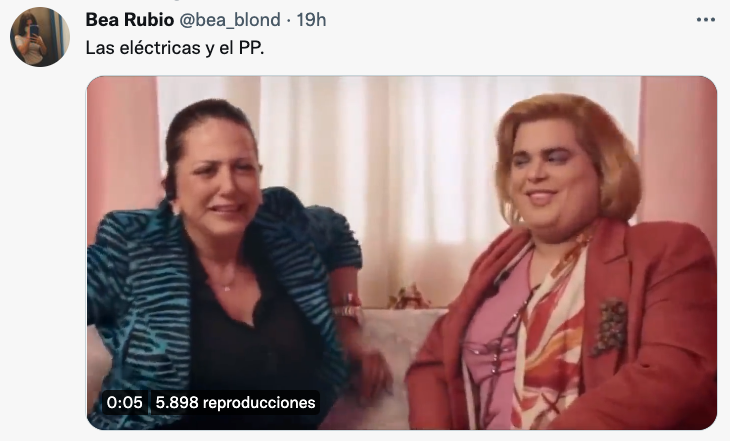 Bea Rubio @bea_blond · 19h
Las eléctricas y el PP.
0:05 5.898 reproducciones